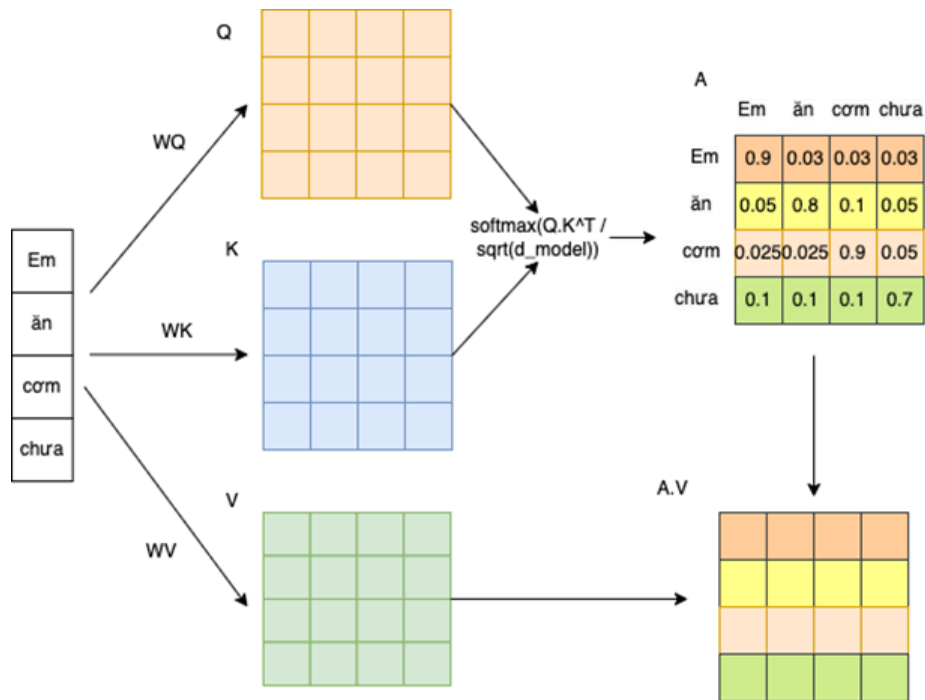 Q
A
Em ăn cơm chưa
WQ
Em 0.9 0.03 0.03 0.03
ăn 0.05 0.8 0.1 0.05
cơm 0.025 0.025 0.9 0.05
chưa 0.1 0.1 0.1 0.7
softmax(Q.K^T /
sqrt(d_model))
Em
ăn
cơm
chưa
K
WK
V
WV
A.V